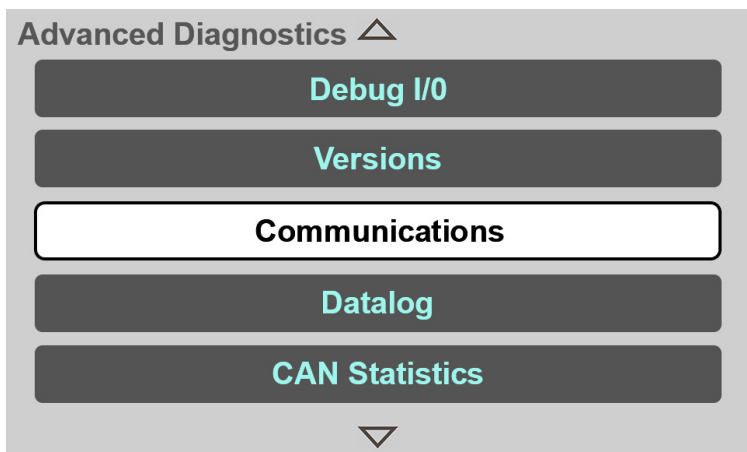 Advanced Diagnostics
Debug I/0
Versions
Communications
Datalog
CAN Statistics